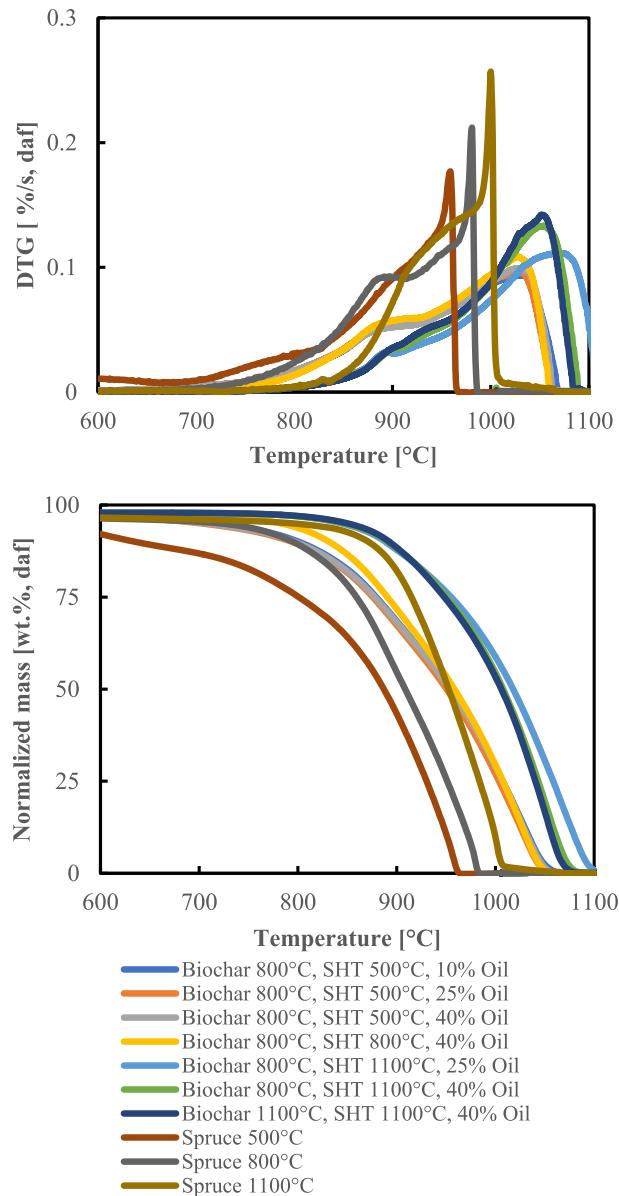 0.3
0.2
0.1
0
DTG [ %/s, daf]
600 700 800 900 1000 1100
Temperature [°C]
100
75
50
25
0
Normalized mass [wt.%, daf]
600 700 800 900 1000 1100
Temperature [°C]
Biochar 800°C, SHT 500°C, 10% Oil
Biochar 800°C, SHT 500°C, 25% Oil
Biochar 800°C, SHT 500°C, 40% Oil
Biochar 800°C, SHT 800°C, 40% Oil
Biochar 800°C, SHT 1100°C, 25% Oil
Biochar 800°C, SHT 1100°C, 40% Oil
Biochar 1100°C, SHT 1100°C, 40% Oil
Spruce 500°C
Spruce 800°C
Spruce 1100°C